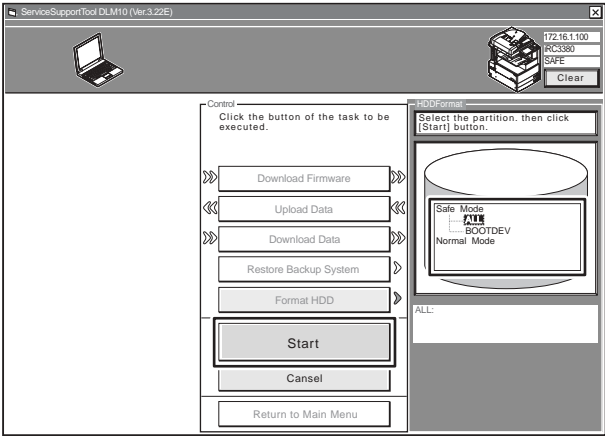 ServiceSupportTool DLM10 (Ver.3.22E)
172.16.1.100
iRC3380
SAFE
Clear
Control
Click the button of the task to be
executed.
Download Firmware
Upload Data
Download Data
Restore Backup System
Format HDD
Start
Cansel
Return to Main Menu
HDDFormat
Select the partition. then click
[Start] button.
Safe Mode
ALL
BOOTDEV
Normal Mode
ALL: